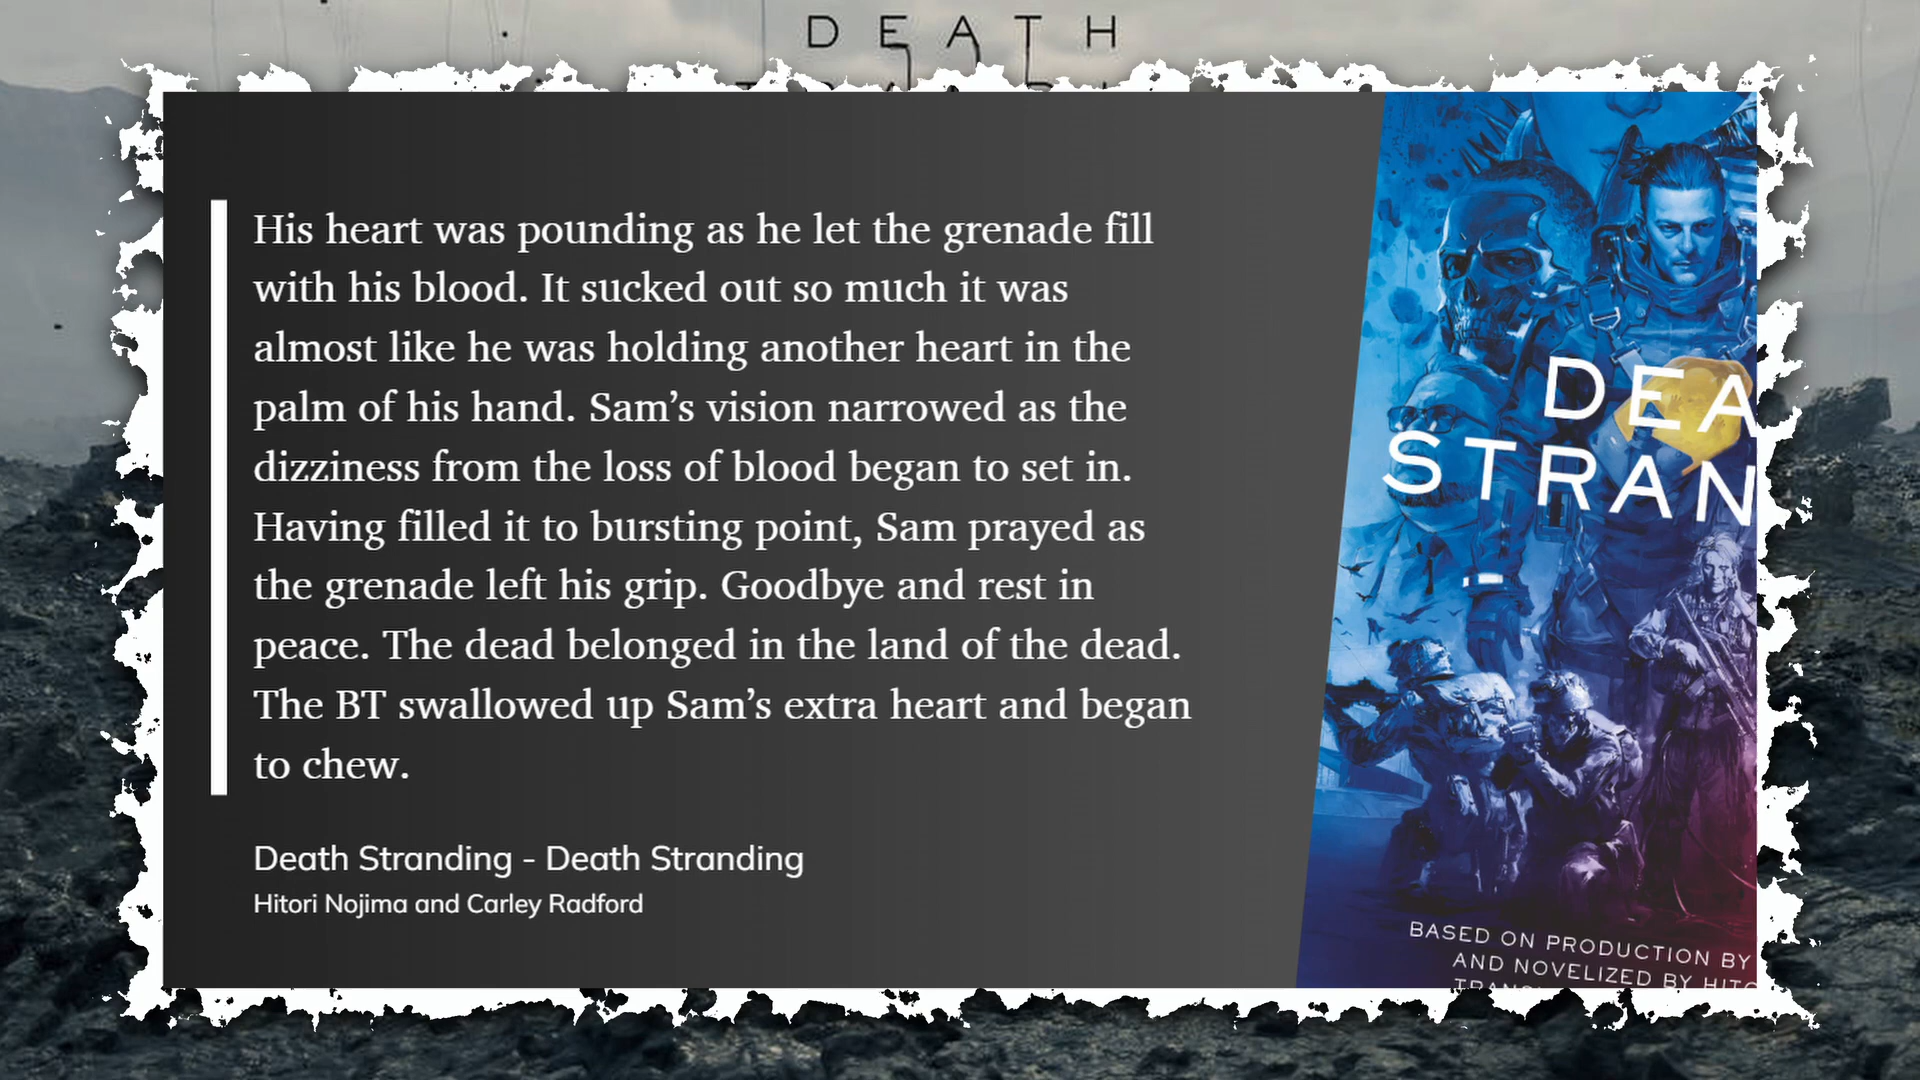 DEATH
His heart was pounding as he let the grenade fill
with his blood. It sucked out so much it was
almost like he was holding another heart in the
palm of his hand. Sam’s vision narrowed as the
dizziness from the loss of blood began to set in.
Having filled it to bursting point, Sam prayed as
the grenade left his grip. Goodbye and rest in
peace. The dead belonged in the land of the dead.
The BT swallowed up Sam’s extra heart and began
to chew.
Death Stranding - Death Stranding
Hitori Nojima and Carley Radford
DEA
STRAN
BASED ON PRODUCTION BY
AND NOVELIZED BY HITO